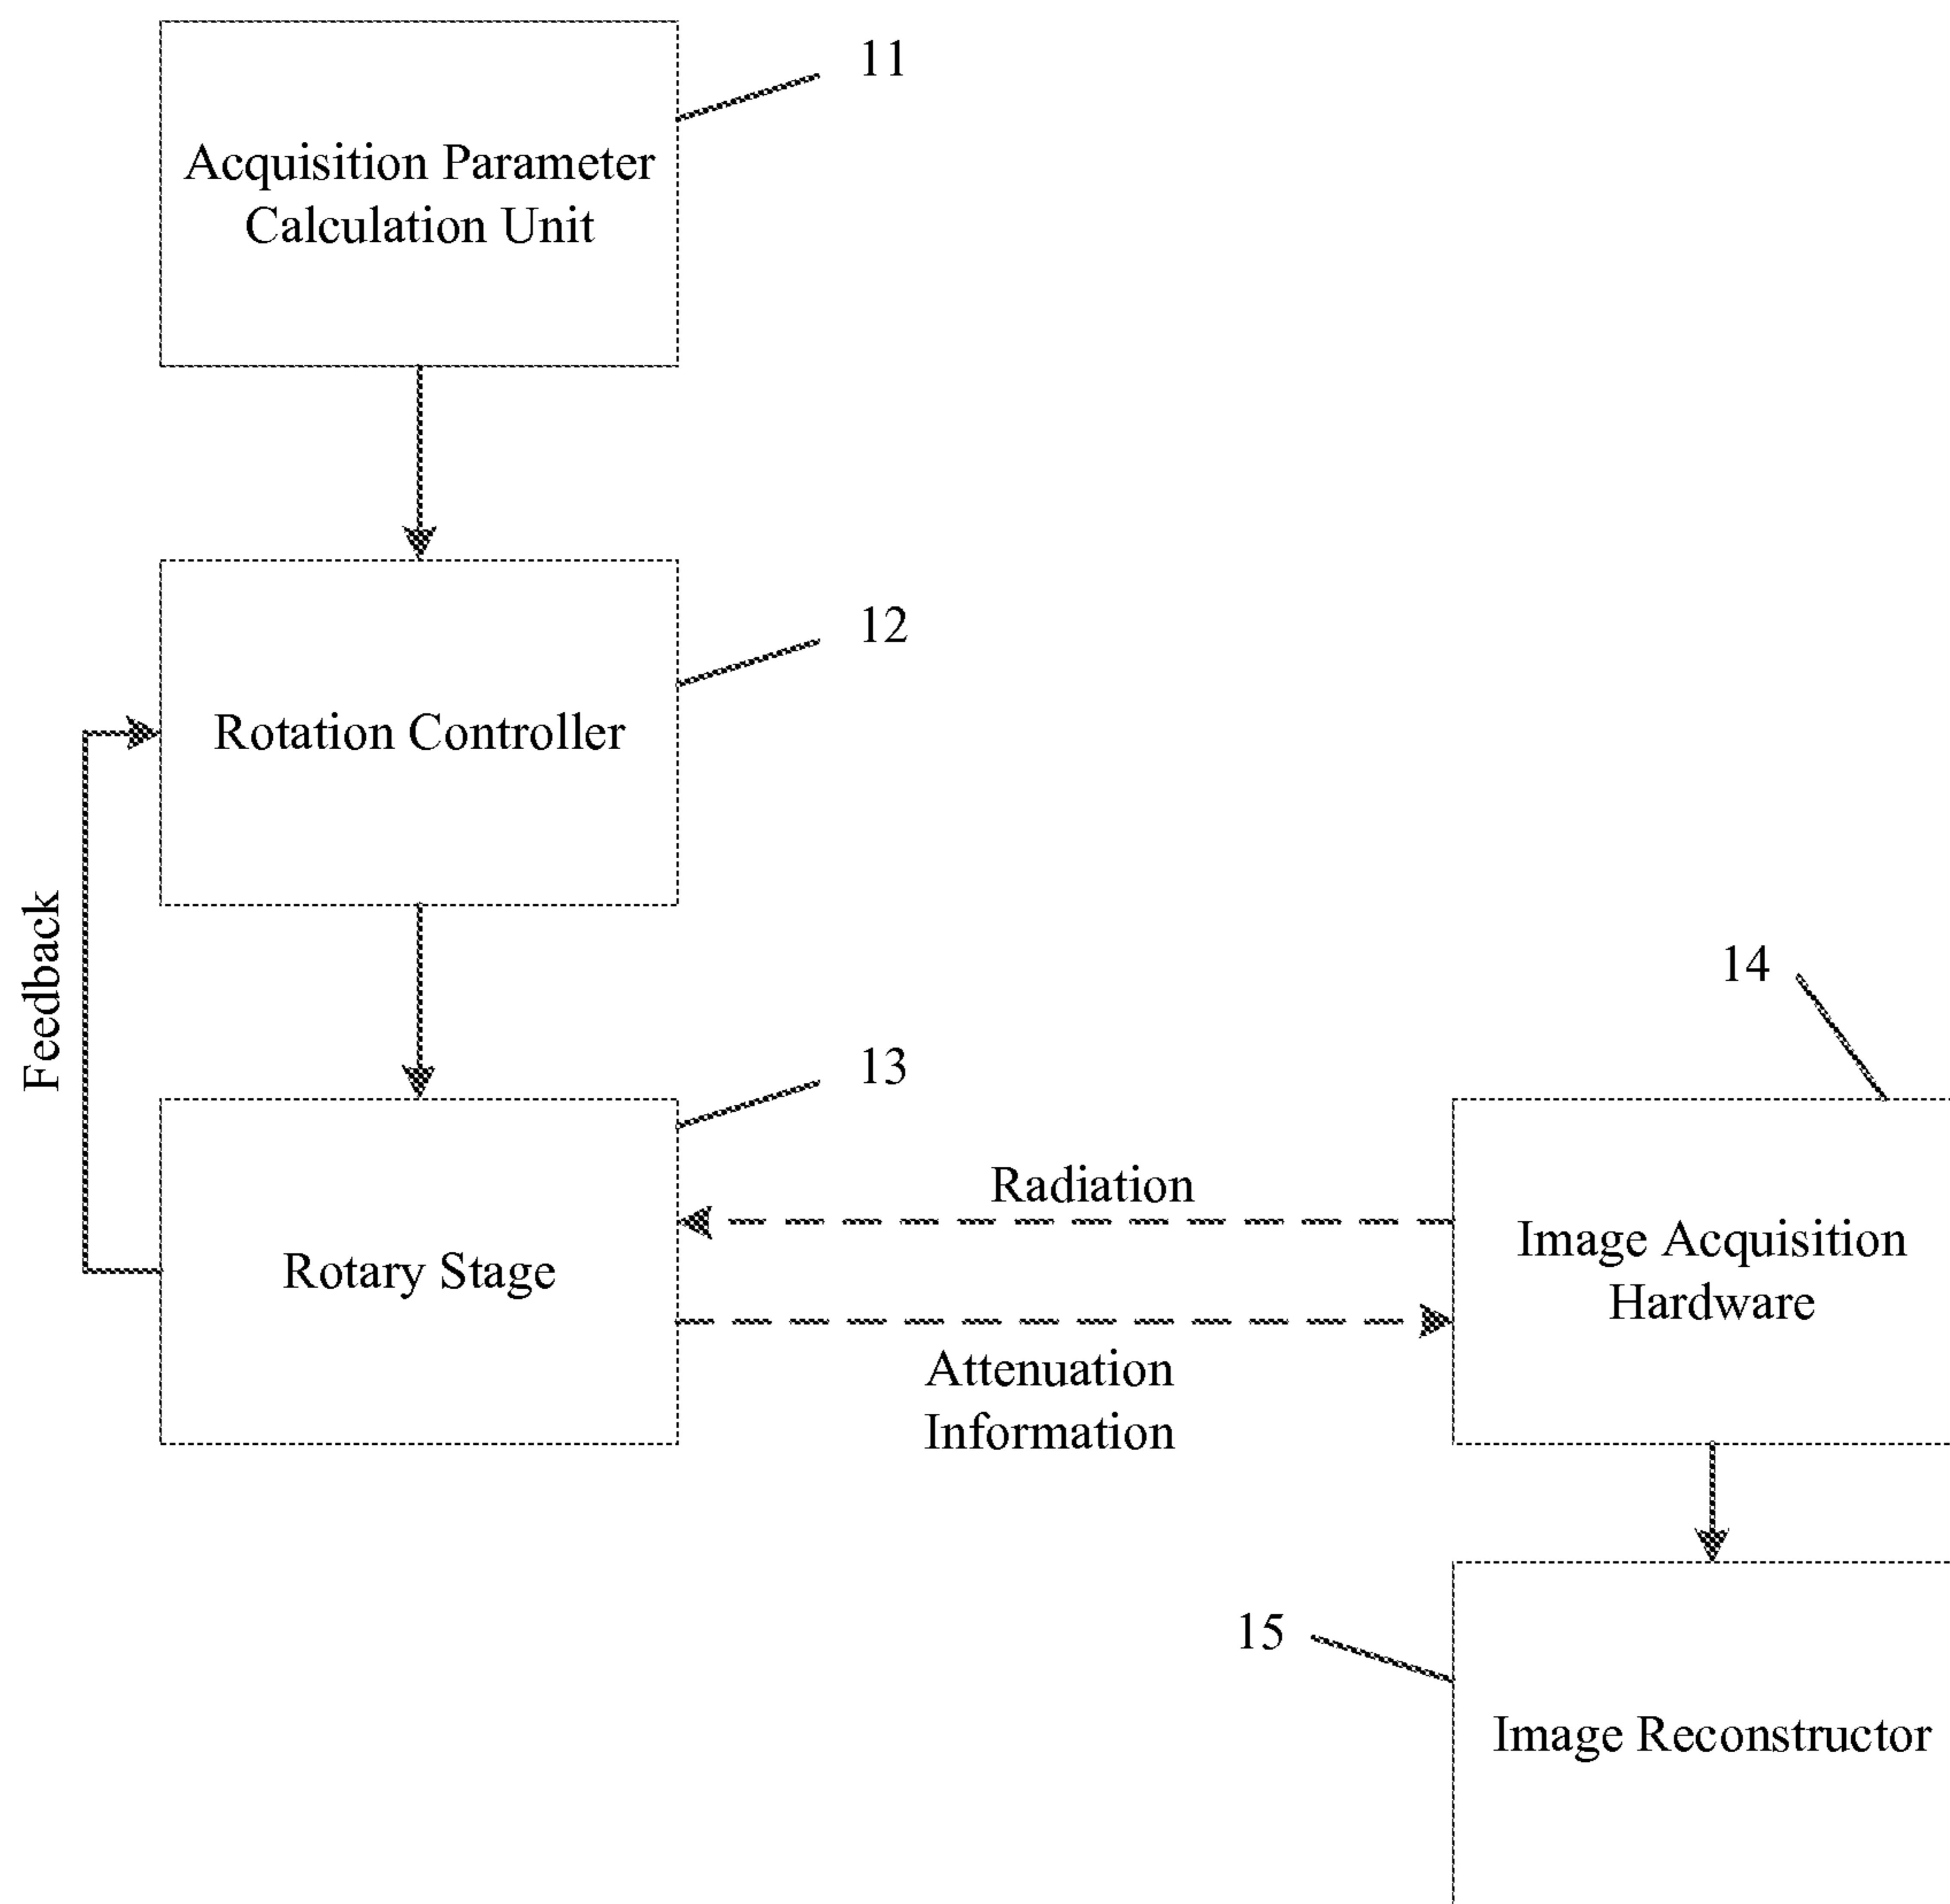 11
Acquisition Parameter
Calculation Unit
12
Rotation Controller
Feedback
14
13
Radiation
Rotary Stage
Image Acquisition
Hardware
Attenuation
Information
15
Image Reconstructor